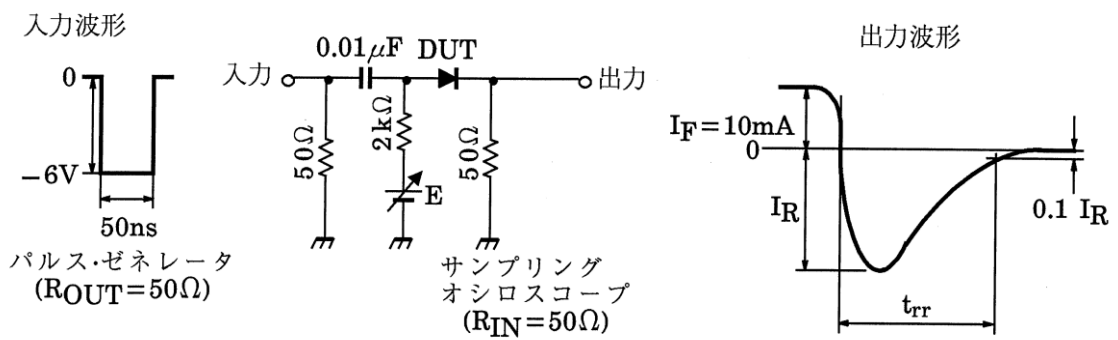 入力波形
0
−6V
50ns
パルス・ゼネレータ
(ROUT=50Ω)
0.01μF DUT
入力
出力
50Ω
2kΩ
E
50Ω
サンプリング
オシロスコープ
(RIN=50Ω)
出力波形
IF=10mA
0
IR
0.1 IR
trr